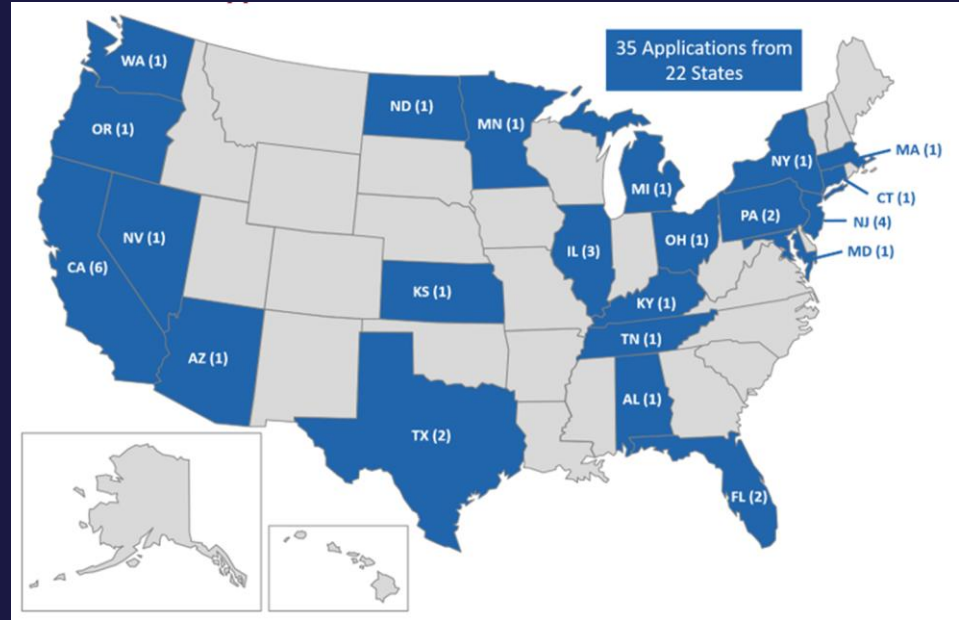 35 Applications from
22 States
WA (1)
OR (1)
ND (1)
MN (1)
NY (1)
MA (1)
MI (1)
CT (1)
PA (2)
NJ (4)
NV (1)
OH (1)
MD (1)
IL (3)
CA (6)
KS (1)
KY (1)
TN (1)
AZ (1)
AL (1)
TX (2)
FL (2)